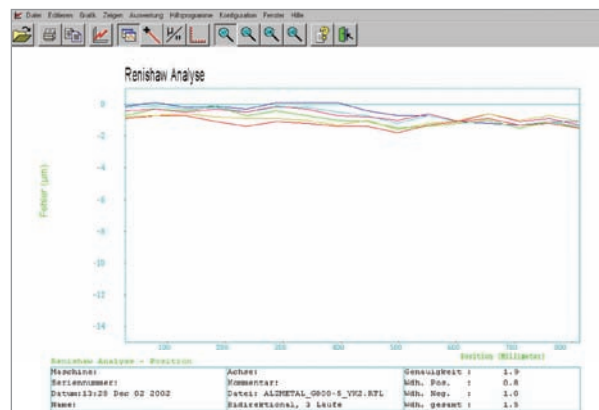 Datei Editieren Grafik Zeigen Auswertung Hilfsprogramme Konfiguration Fenster Hilfe
Renishaw Analyse
Fehler (µm)
0
-2
-4
-6
-8
-10
-12
-14
100 200 300 400 500 600 700 800
Position (Millimeter)
Renishaw Analyse - Position
Maschine: Achse: Genauigkeit : 1.9
Seriennummer: Kommentar: Wdh. Pos. : 0.8
Datum:13:28 Dec 02 2002 Datei: ALZMETAL_G800-S_YK2.RTL Wdh. Neg. : 1.0
Name: Bidirektional, 3 Läufe Wdh. gesamt : 1.8